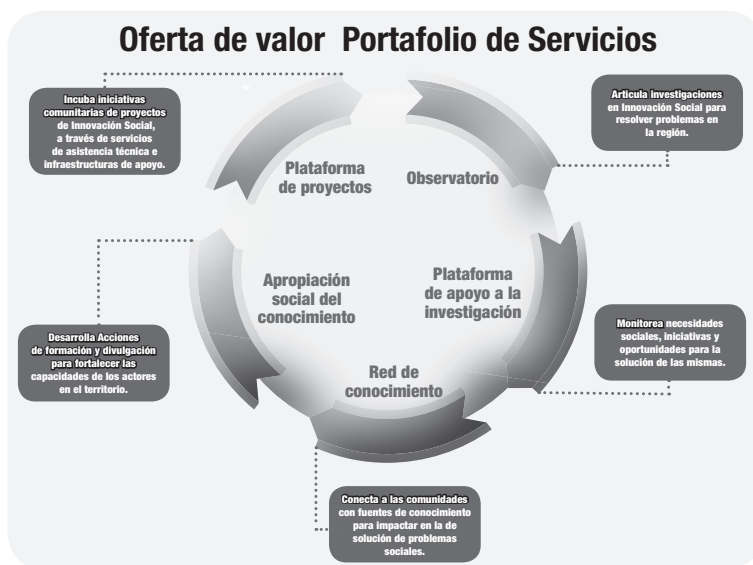 Oferta de valor Portafolio de Servicios
Incuba iniciativas
comunitarias de proyectos
de Innovación Social,
a través de servicios
de asistencia técnica e
infraestructuras de apoyo.
Articula investigaciones
en Innovación Social para
resolver problemas en
la región.
Plataforma
de proyectos
Observatorio
Apropiación
social del
conocimiento
Plataforma
de apoyo a la
investigación
Red de
conocimiento
Desarrolla Acciones
de formación y divulgación
para fortalecer las
capacidades de los actores
en el territorio.
Monitorea necesidades
sociales, iniciativas y
oportunidades para la
solución de las mismas.
Conecta a las comunidades
con fuentes de conocimiento
para impactar en la de
solución de problemas
sociales.